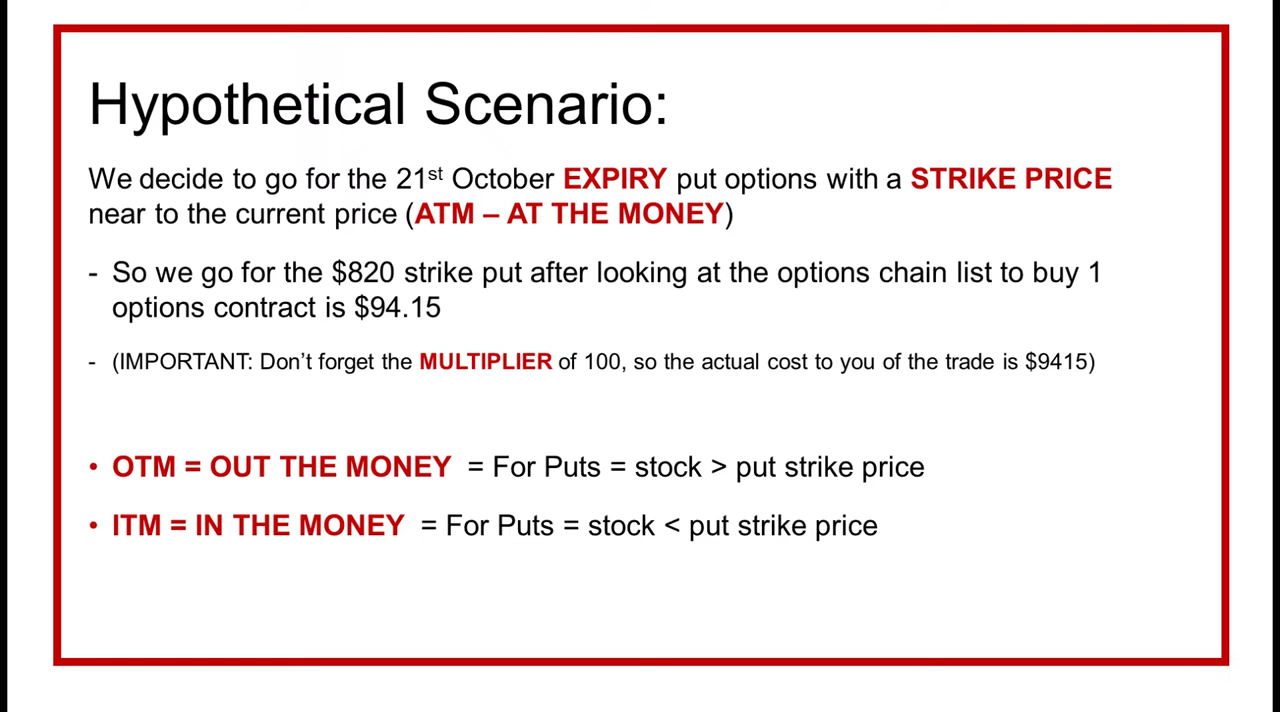 Hypothetical Scenario:
We decide to go for the 21st October EXPIRY put options with a STRIKE PRICE
near to the current price (ATM – AT THE MONEY)
- So we go for the $820 strike put after looking at the options chain list to buy 1
options contract is $94.15
- (IMPORTANT: Don’t forget the MULTIPLIER of 100, so the actual cost to you of the trade is $9415)
• OTM = OUT THE MONEY = For Puts = stock > put strike price
• ITM = IN THE MONEY = For Puts = stock < put strike price